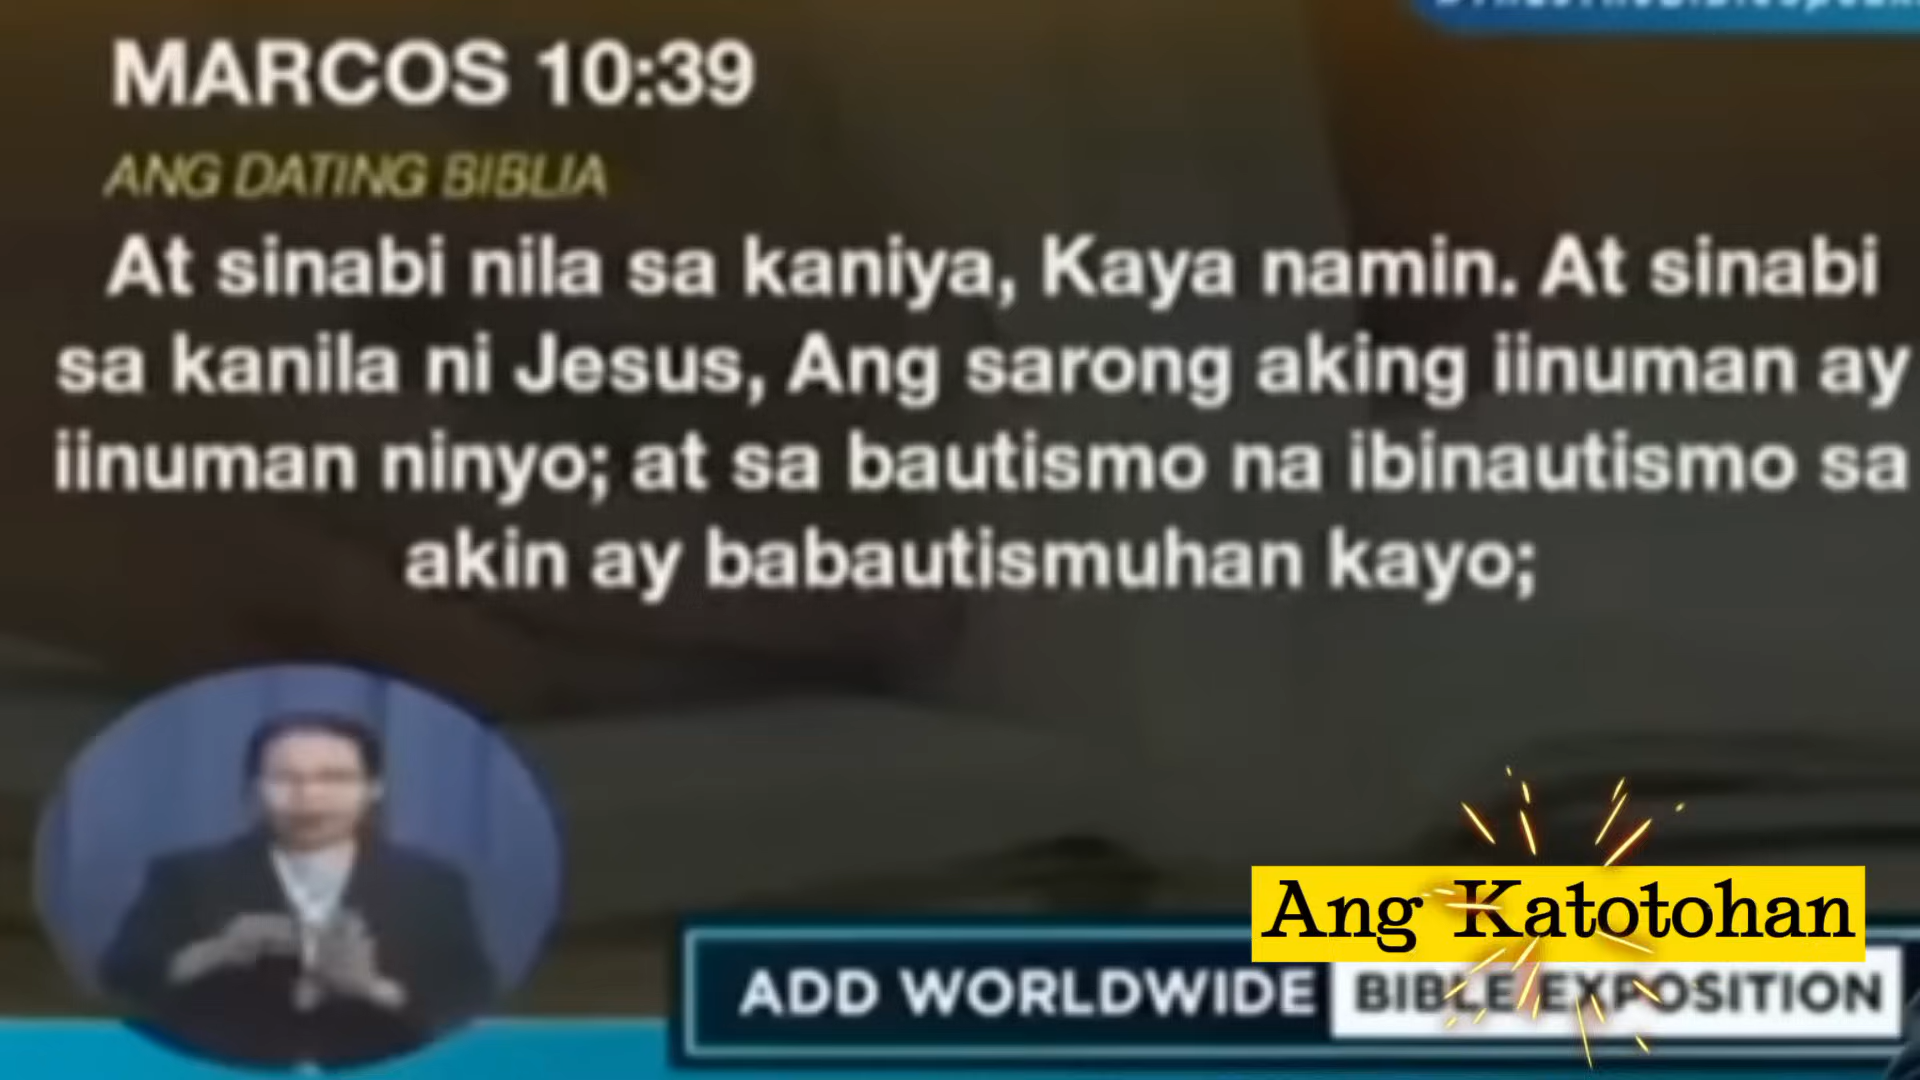 MARCOS 10:39
ANG DATING BIBLIA
At sinabi nila sa kaniya, Kaya namin. At sinabi
sa kanila ni Jesus, Ang sarong aking iinuman ay
iinuman ninyo; at sa bautismo na ibinautismo sa
akin ay babautismuhan kayo;
Ang Katotohan
ADD WORLDWIDE BIBLE EXPOSITION